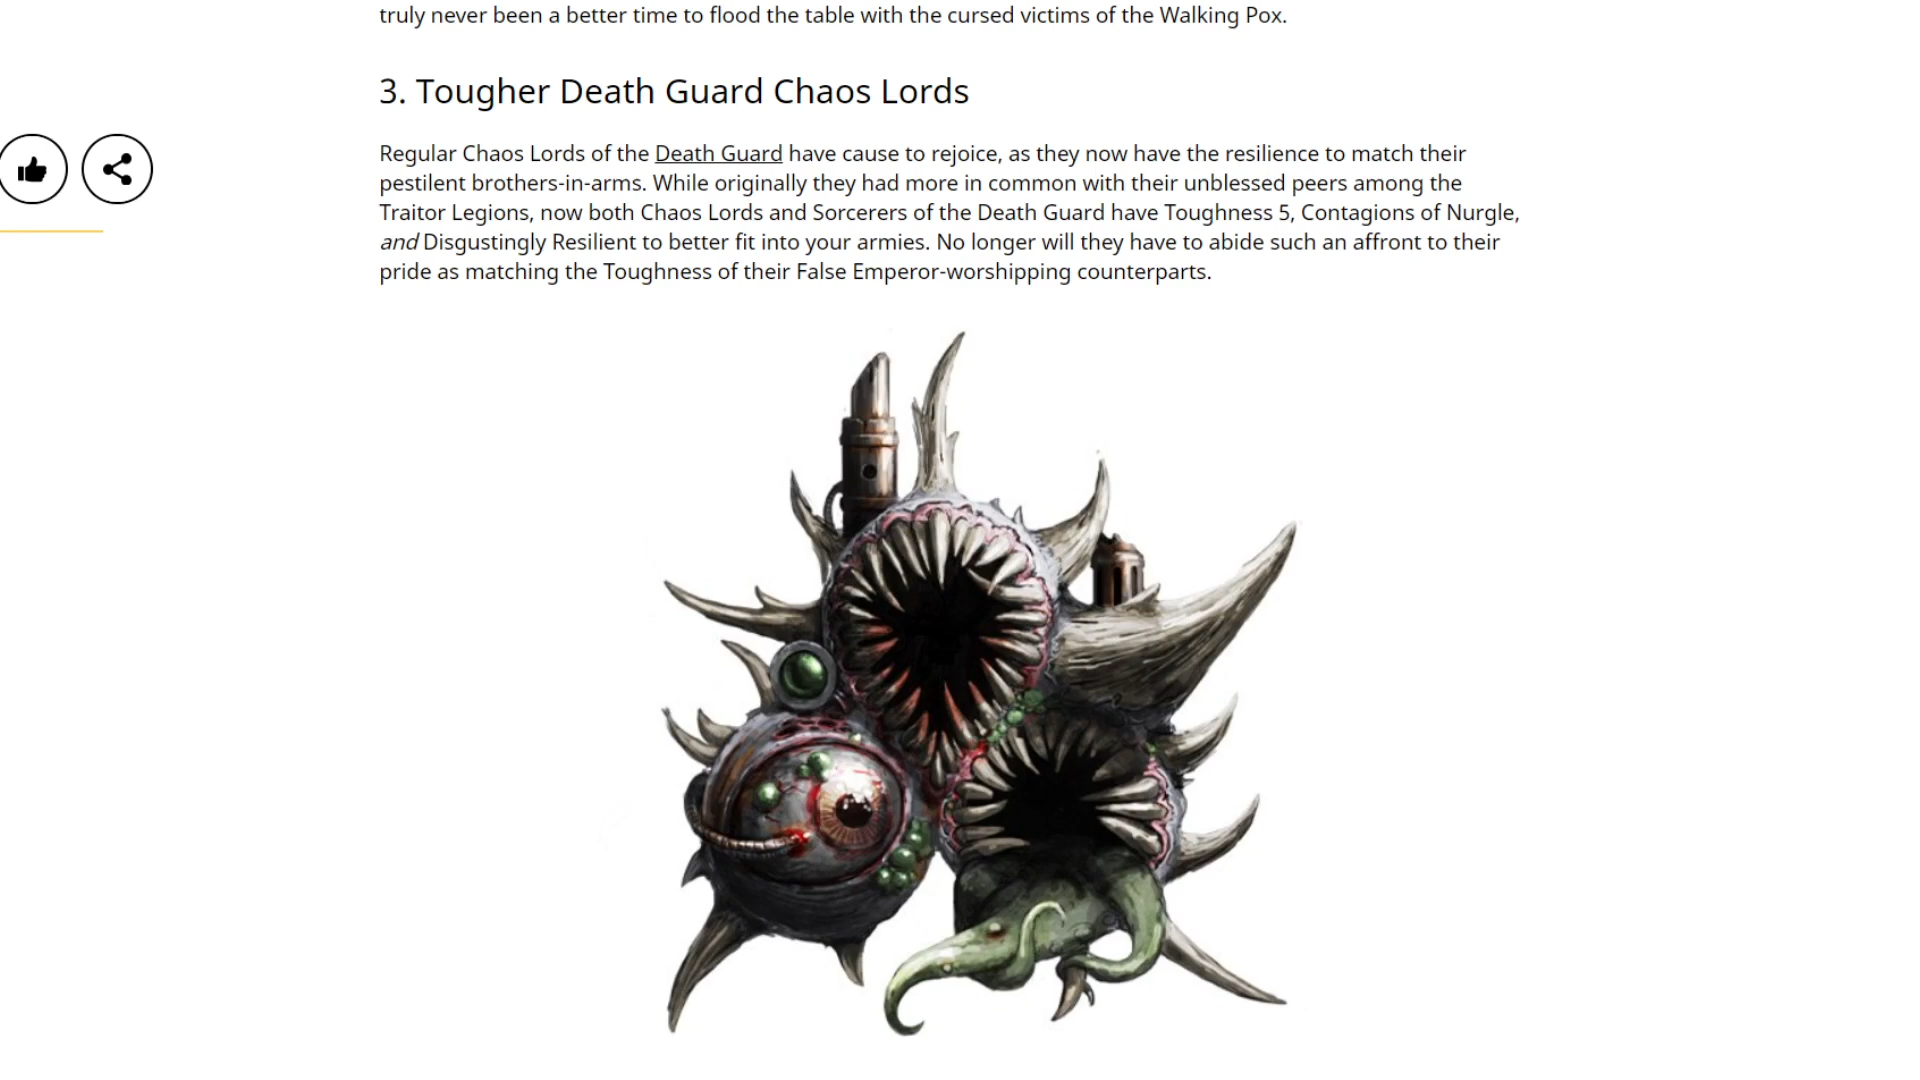 truly never been a better time to flood the table with the cursed victims of the Walking Pox.
3. Tougher Death Guard Chaos Lords
Regular Chaos Lords of the Death Guard have cause to rejoice, as they now have the resilience to match their
pestilent brothers-in-arms. While originally they had more in common with their unblessed peers among the
Traitor Legions, now both Chaos Lords and Sorcerers of the Death Guard have Toughness 5, Contagions of Nurgle,
and Disgustingly Resilient to better fit into your armies. No longer will they have to abide such an affront to their
pride as matching the Toughness of their False Emperor-worshipping counterparts.